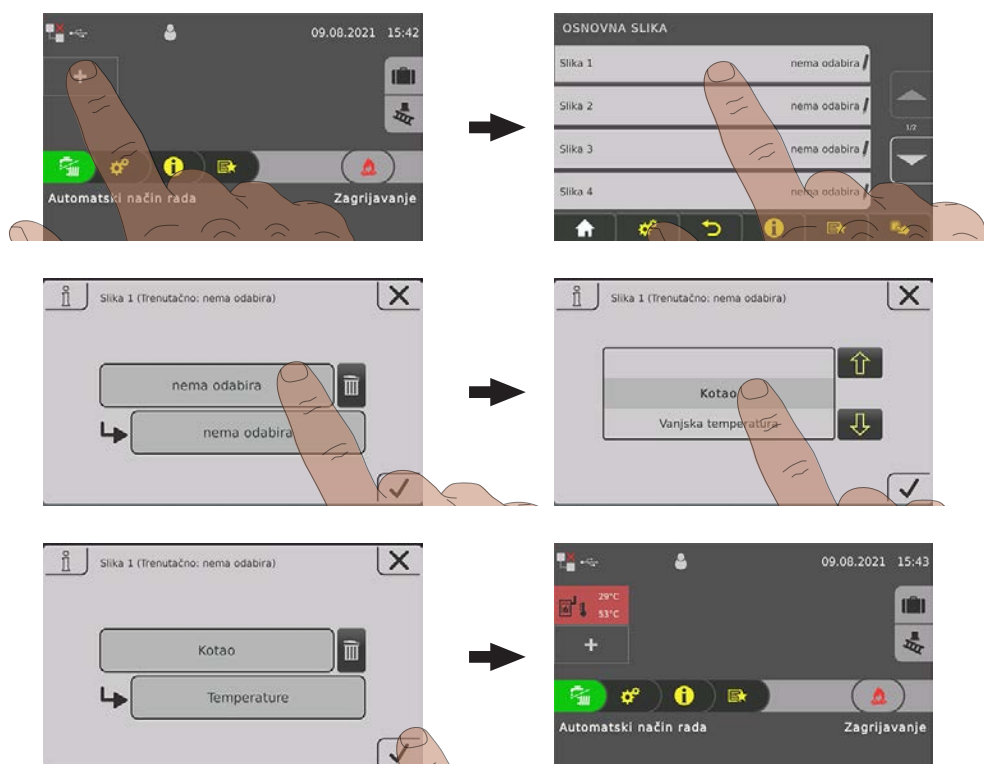 09.08.2021 15:42
+
Automatski način rada
Zagrijavanje
OSNOVNA SLIKA
Slika 1 nema odabira
Slika 2 nema odabira
1/2
Slika 3 nema odabira
Slika 4 nema odabira
Slika 1 (Trenutačno: nema odabira)
nema odabira
nema odabira
Slika 1 (Trenutačno: nema odabira)
Kotao
Vanjska temperatura
Slika 1 (Trenutačno: nema odabira)
Kotao
Temperature
09.08.2021 15:43
29°C
53°C
+
Automatski način rada
Zagrijavanje